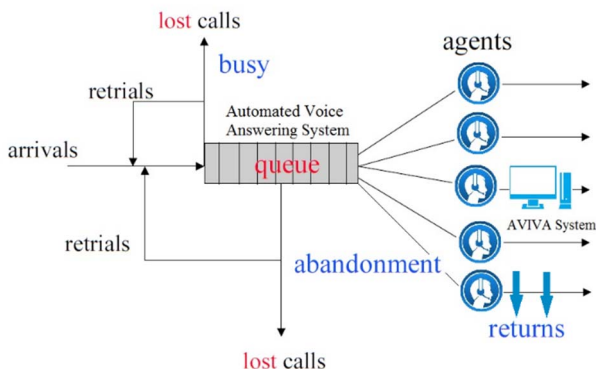 lost calls
agents
busy
retrials
Automated Voice
Answering System
arrivals
queue
AVIVA System
retrials
abandonment
returns
lost calls